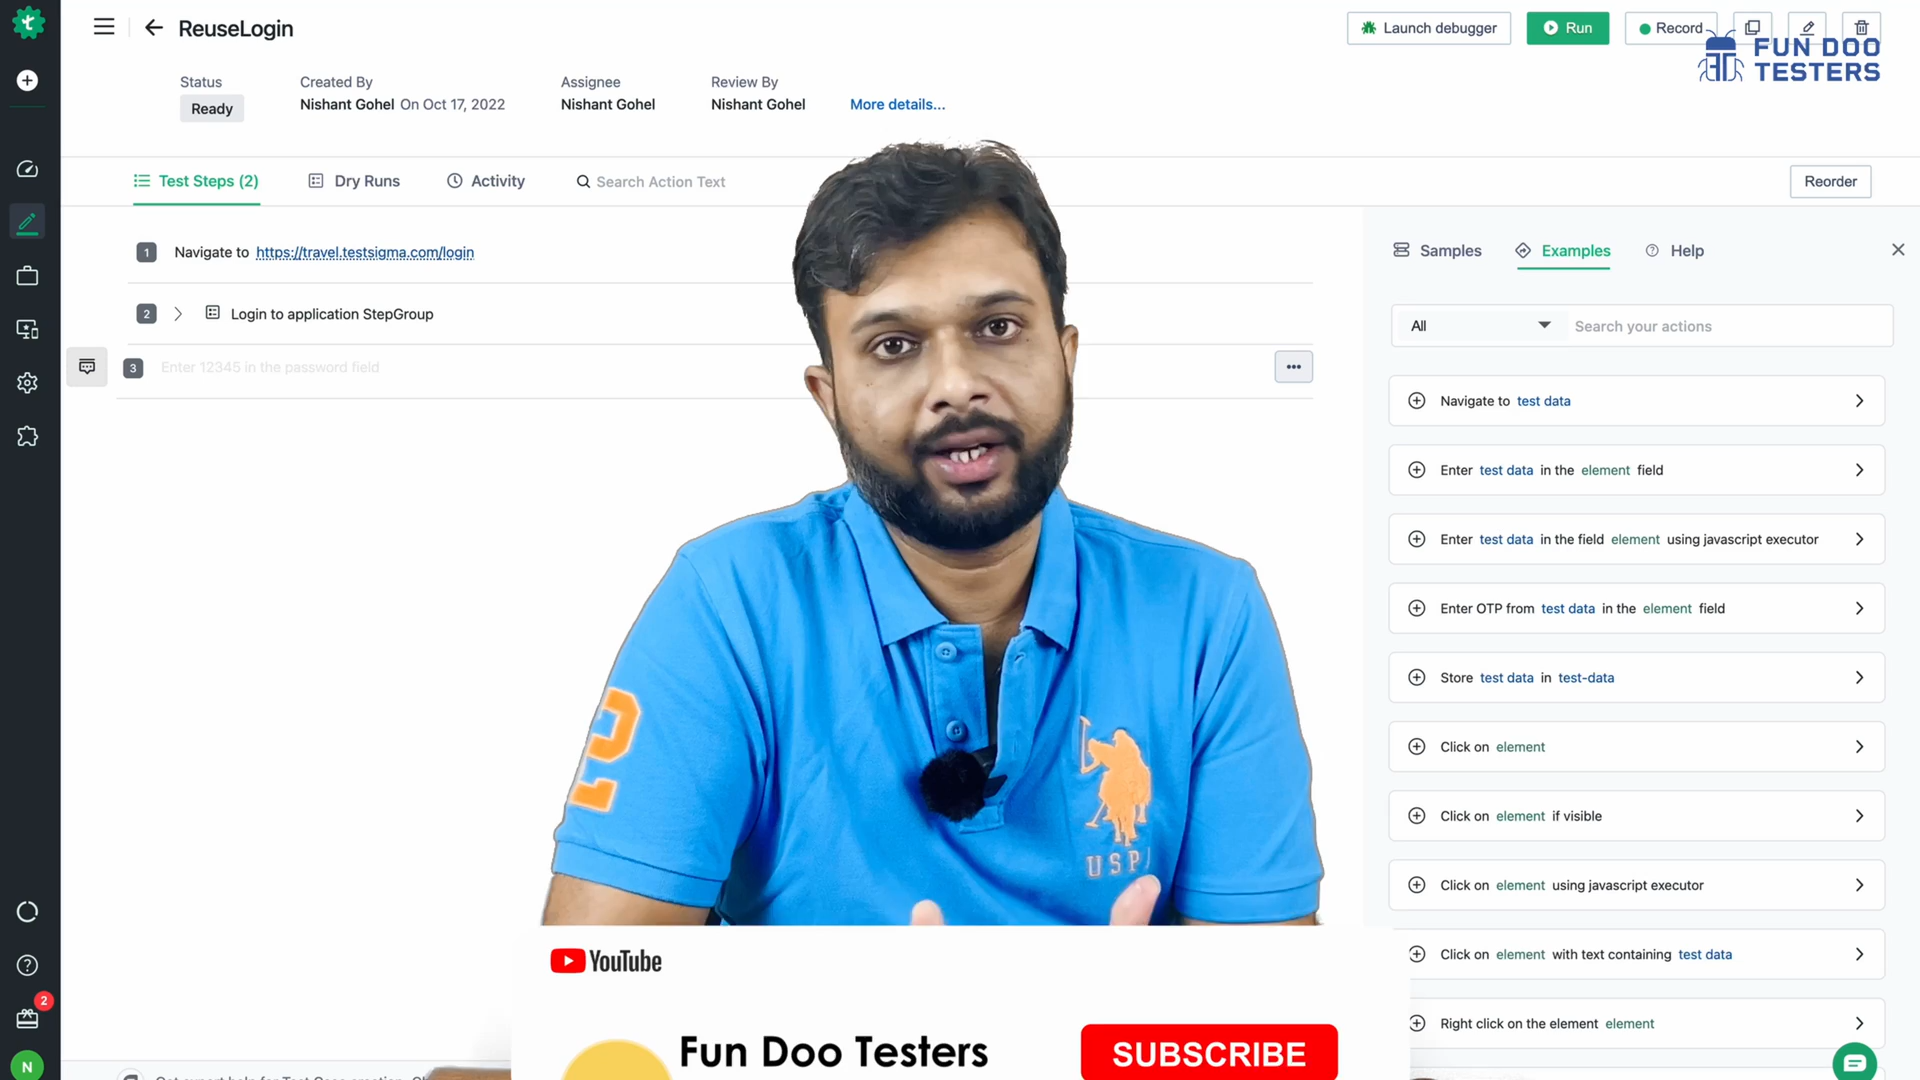 ReuseLogin
Launch debugger
Run
Record
FUN DOO
TESTERS
Status
Ready
Created By
Nishant Gohel On Oct 17, 2022
Assignee
Nishant Gohel
Review By
Nishant Gohel
More details...
Test Steps (2)
Dry Runs
Activity
Search Action Text
Reorder
1 Navigate to https://travel.testsigma.com/login
2 Login to application StepGroup
3 Enter 12345 in the password field
Samples
Examples
Help
All
Search your actions
Navigate to test data
Enter test data in the element field
Enter test data in the field element using javascript executor
Enter OTP from test data in the element field
Store test data in test-data
Click on element
Click on element if visible
Click on element using javascript executor
Click on element with text containing test data
Right click on the element element
2
USP
2
N
YouTube
Fun Doo Testers
SUBSCRIBE